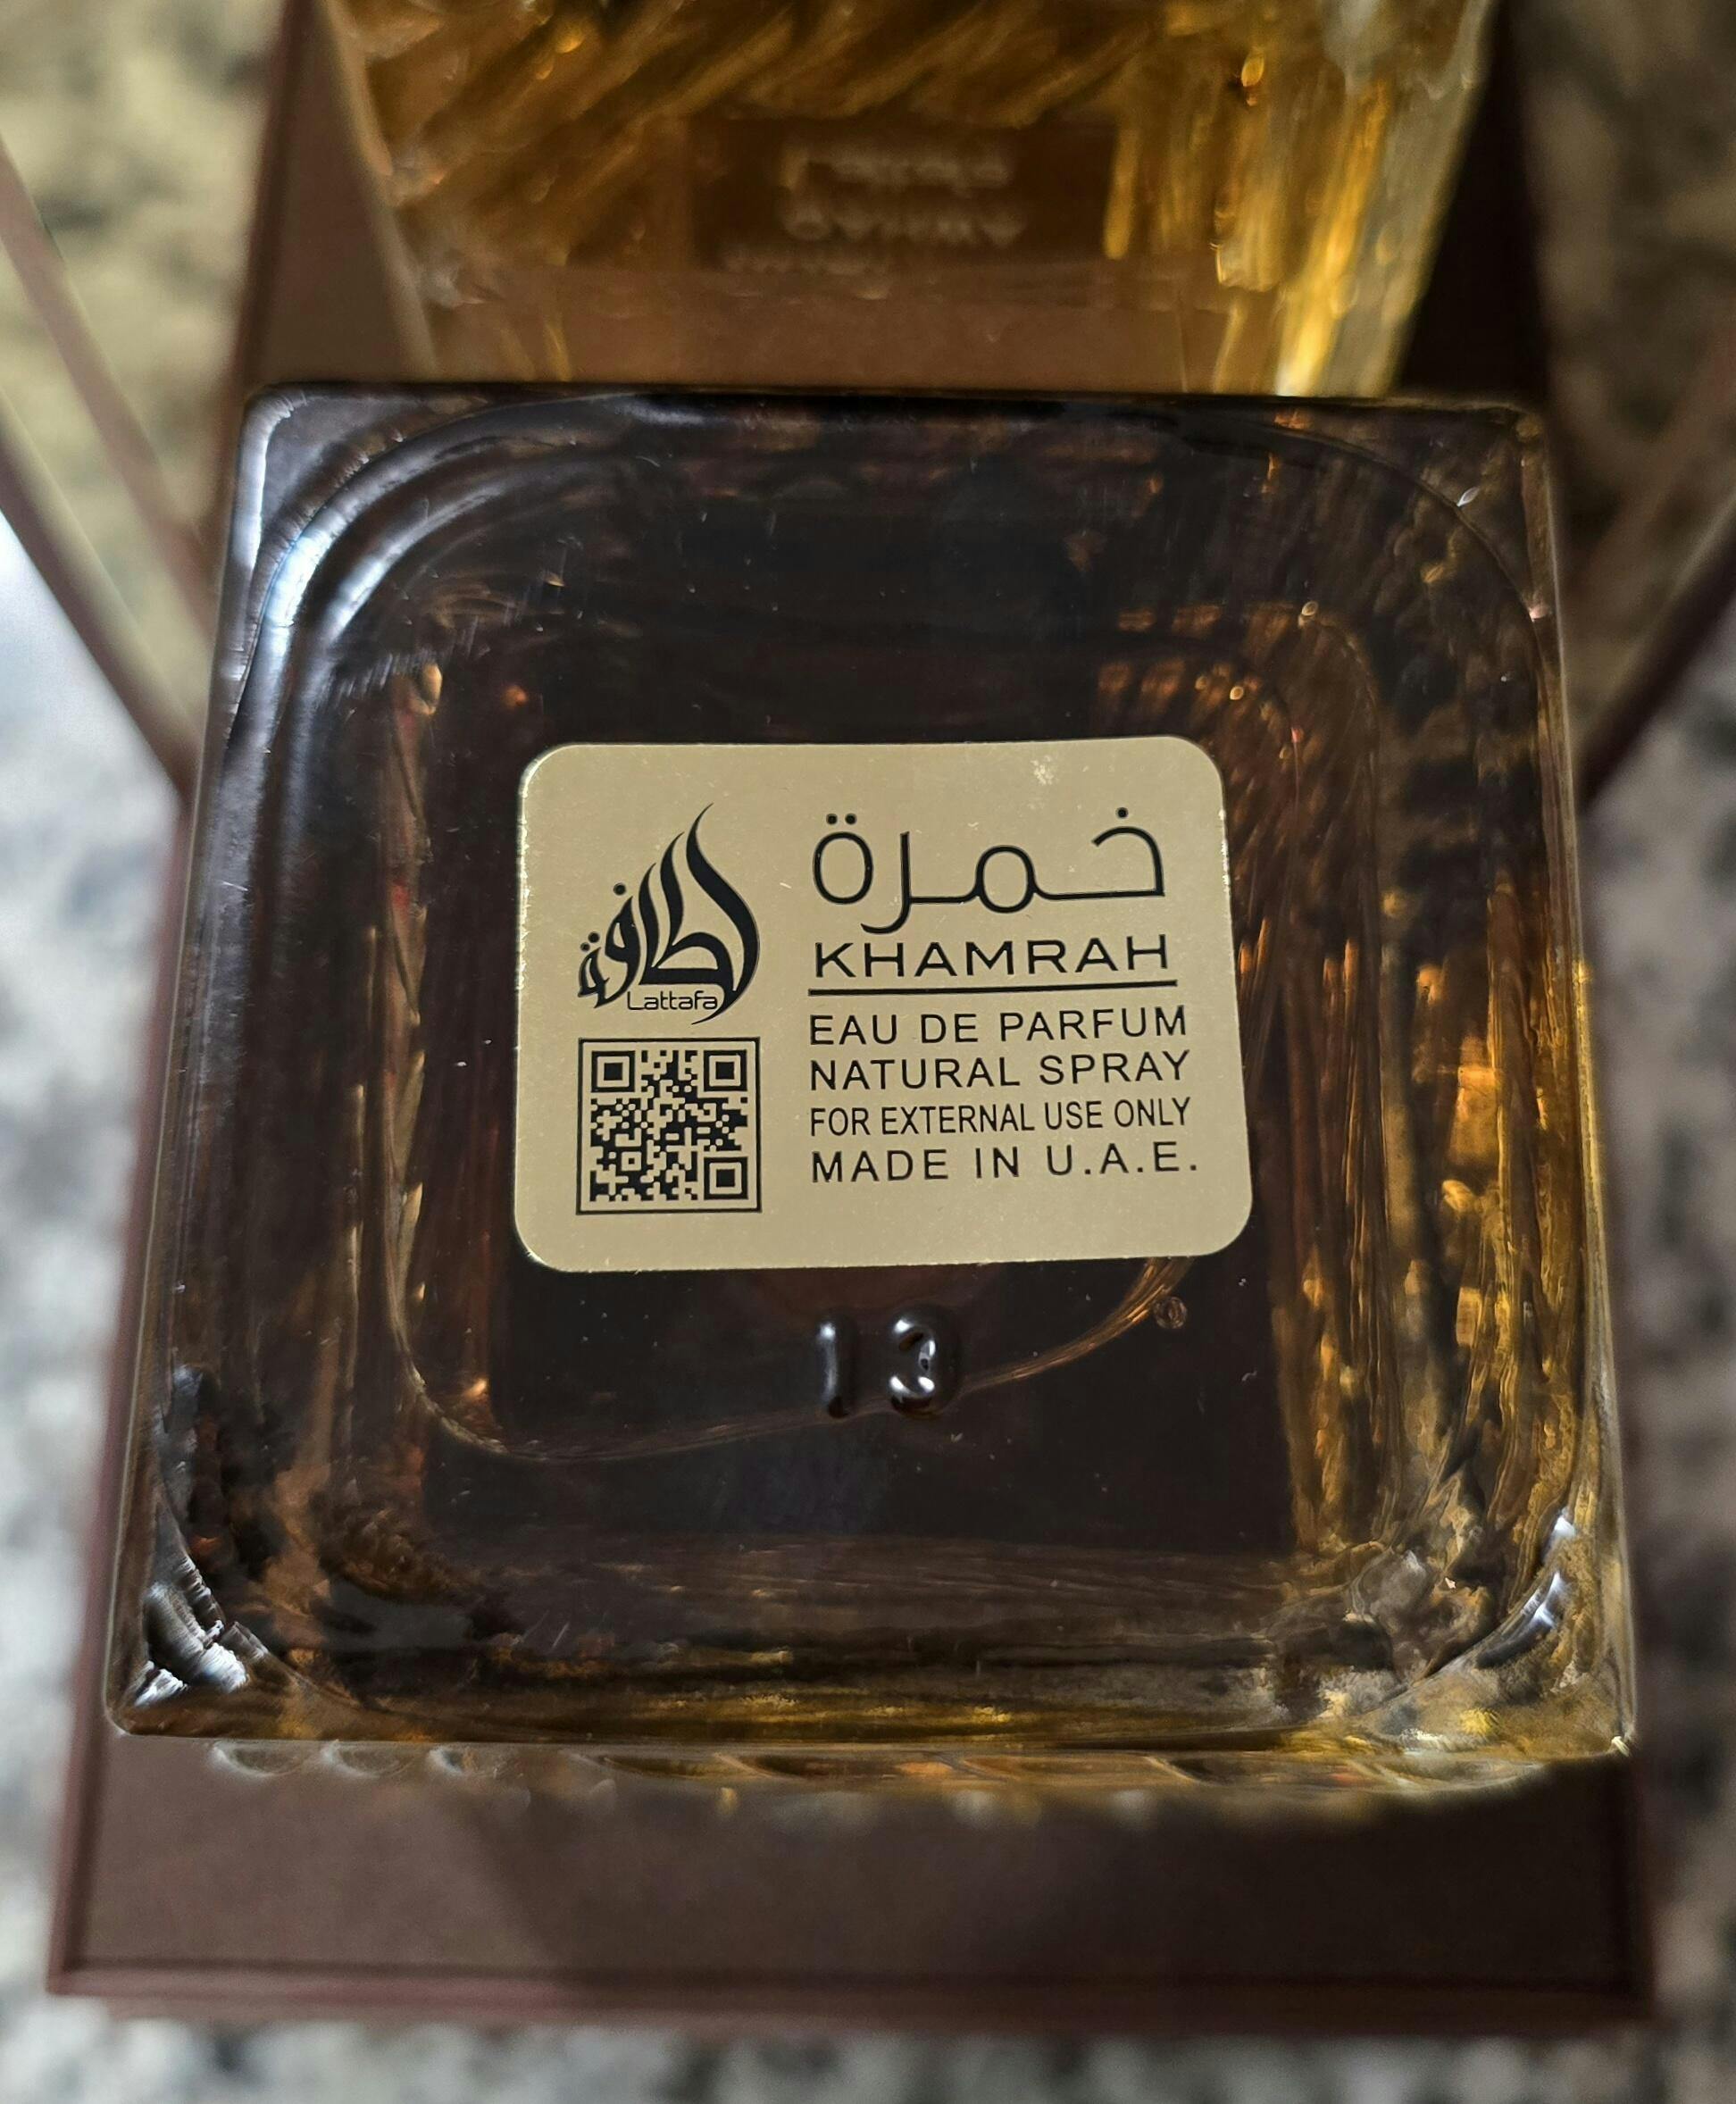 لطافة
Lattafa
خمرة
KHAMRAH
EAU DE PARFUM
NATURAL SPRAY
FOR EXTERNAL USE ONLY
MADE IN U.A.E.
13